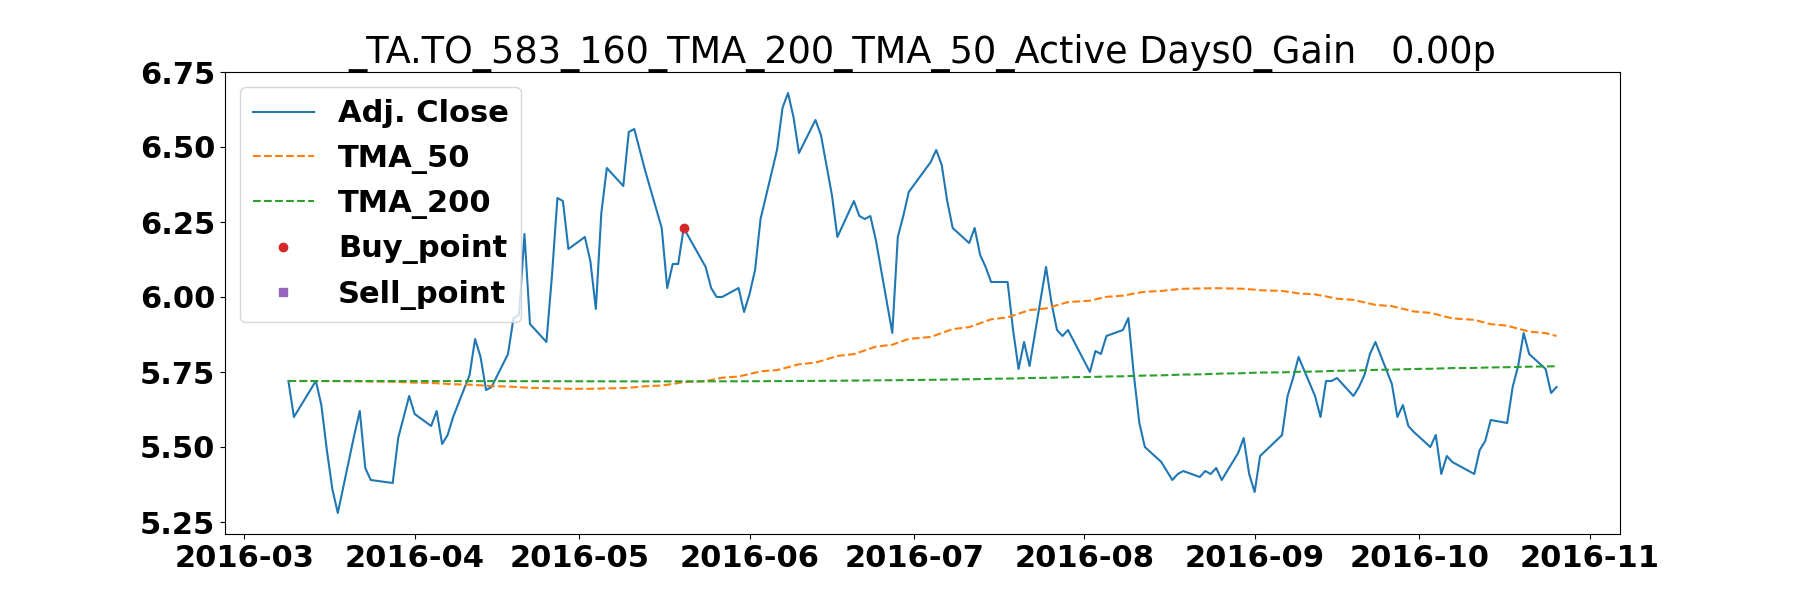 _TA.TO_583_160_TMA_200_TMA_50_Active Days0_Gain   0.00p
6.75
6.50
6.25
6.00
5.75
5.50
5.25
Adj. Close
TMA_50
TMA_200
Buy_point
Sell_point
2016-03 2016-04 2016-05 2016-06 2016-07 2016-08 2016-09 2016-10 2016-11